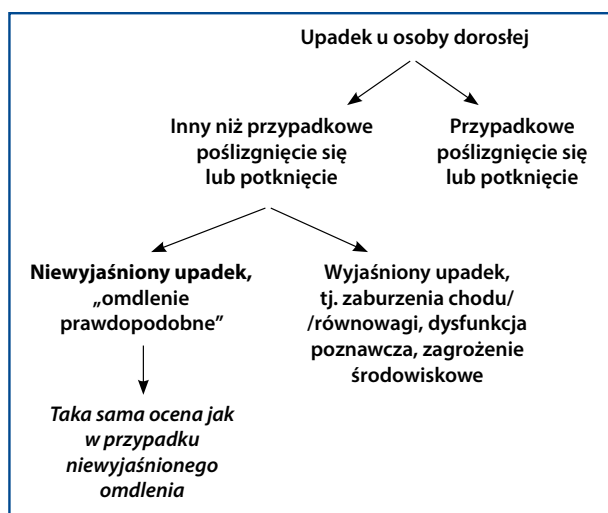 Upadek u osoby dorosłej
Inny niż przypadkowe
poślizgnięcie się
lub potknięcie
Przypadkowe
poślizgnięcie się
lub potknięcie
Niewyjaśniony upadek,
„omdlenie
prawdopodobne”
Wyjaśniony upadek,
tj. zaburzenia chodu/
/równowagi, dysfunkcja
poznawcza, zagrożenie
środowiskowe
Taka sama ocena jak
w przypadku
niewyjaśnionego
omdlenia